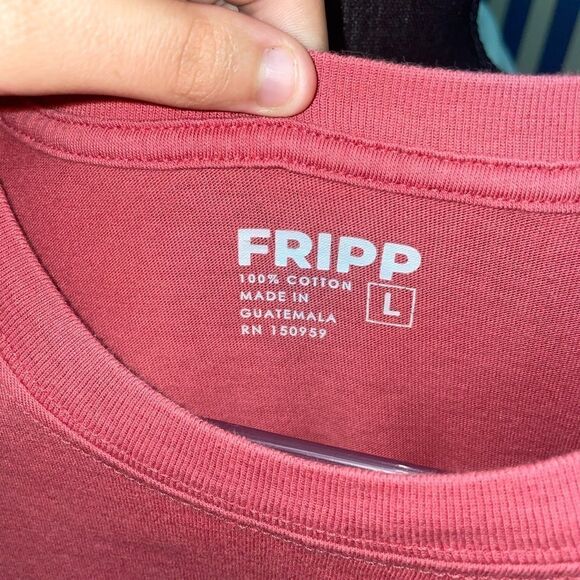 FRIPP
100% COTTON
MADE IN
GUATEMALA
RN 150959
L